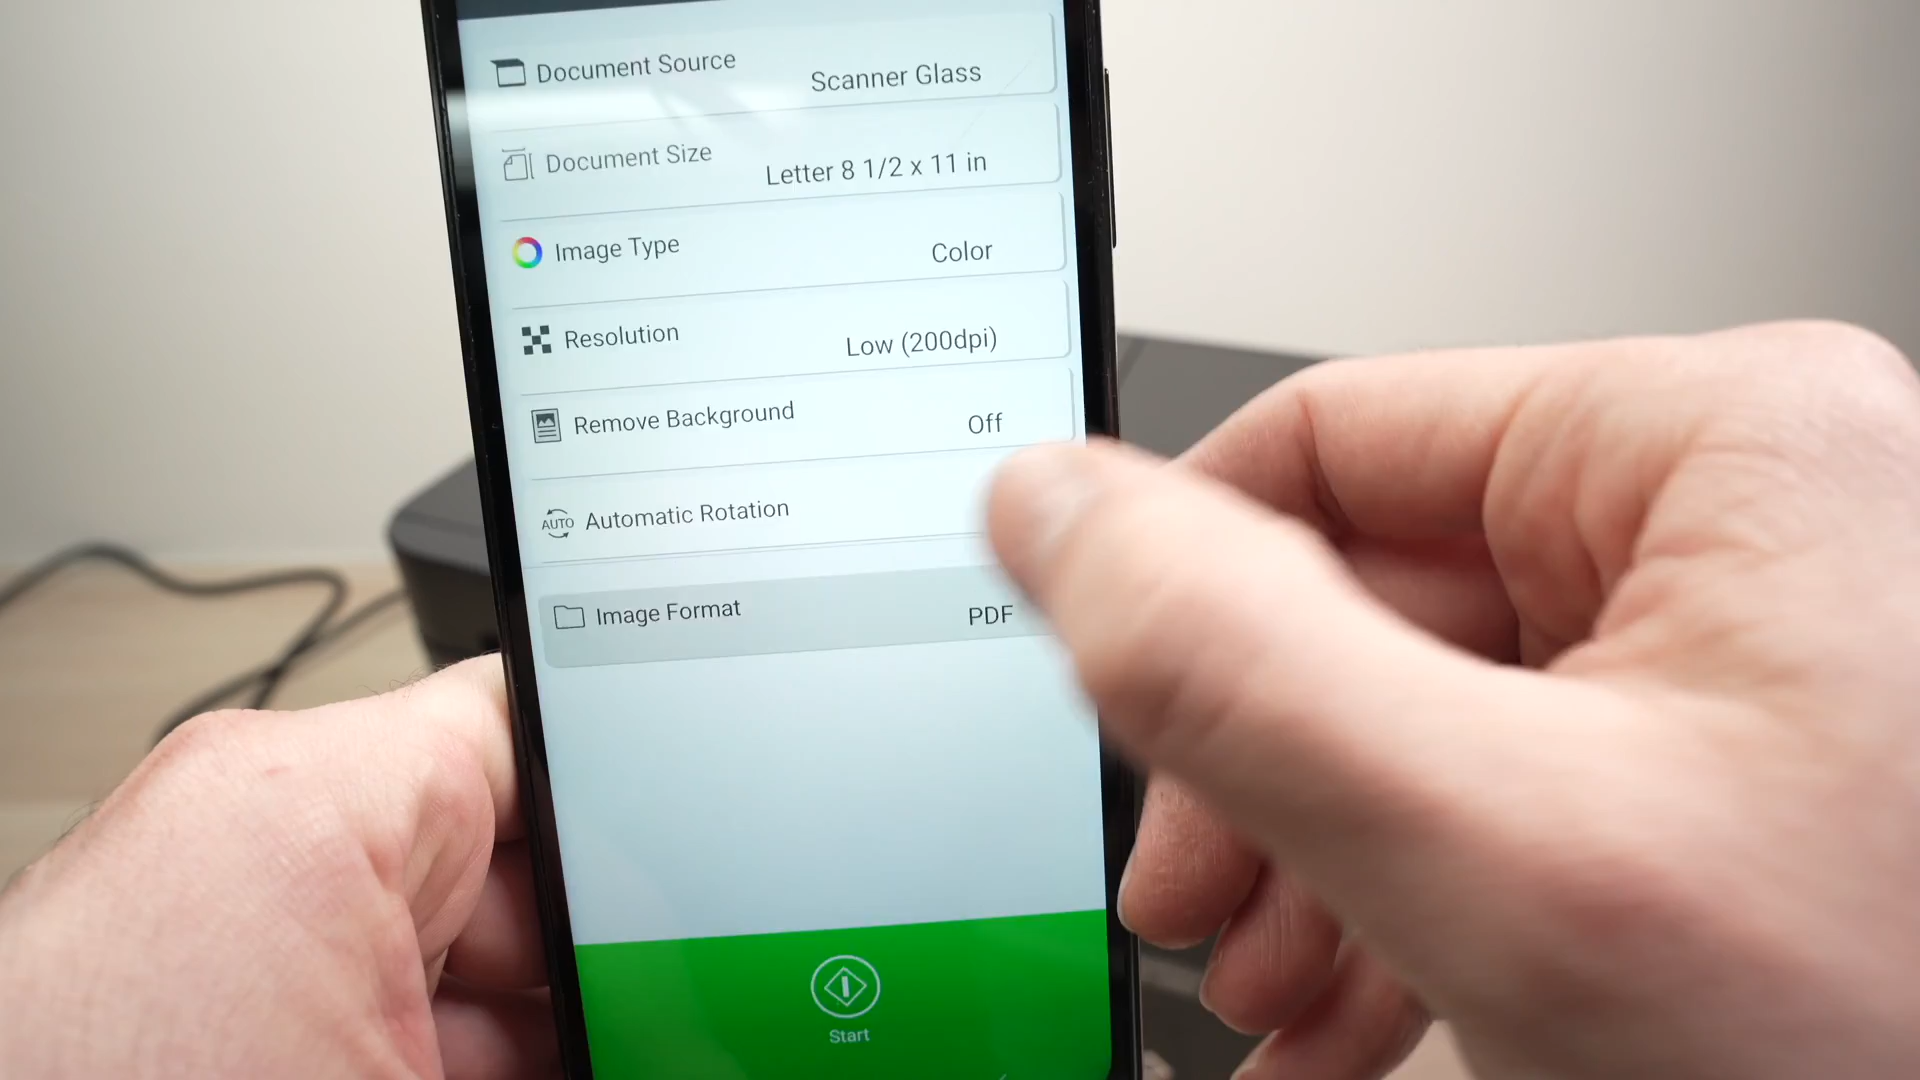 Document Source
Scanner Glass
Document Size
Letter 8 1/2 x 11 in
Image Type
Color
Resolution
Low (200dpi)
Remove Background
Off
AUTO Automatic Rotation
Image Format
PDF
Start